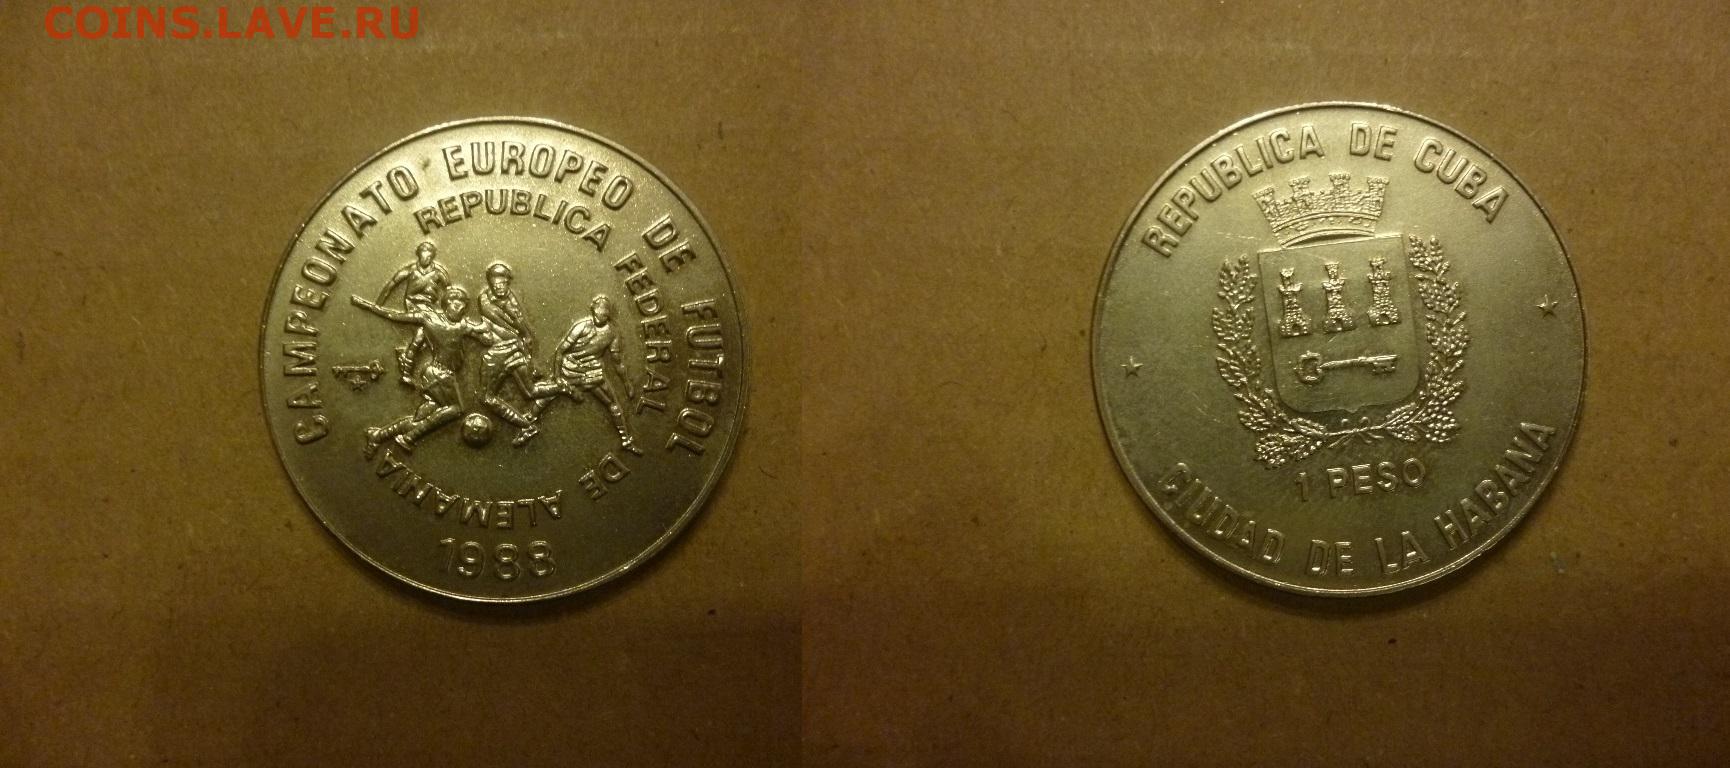 COINS.LAVE.RU
CAMPEONATO EUROPEO DE FUTBOL
REPUBLICA FEDERAL DE ALEMANIA
1988
REPUBLICA DE CUBA
1 PESO
CIUDAD DE LA HABANA